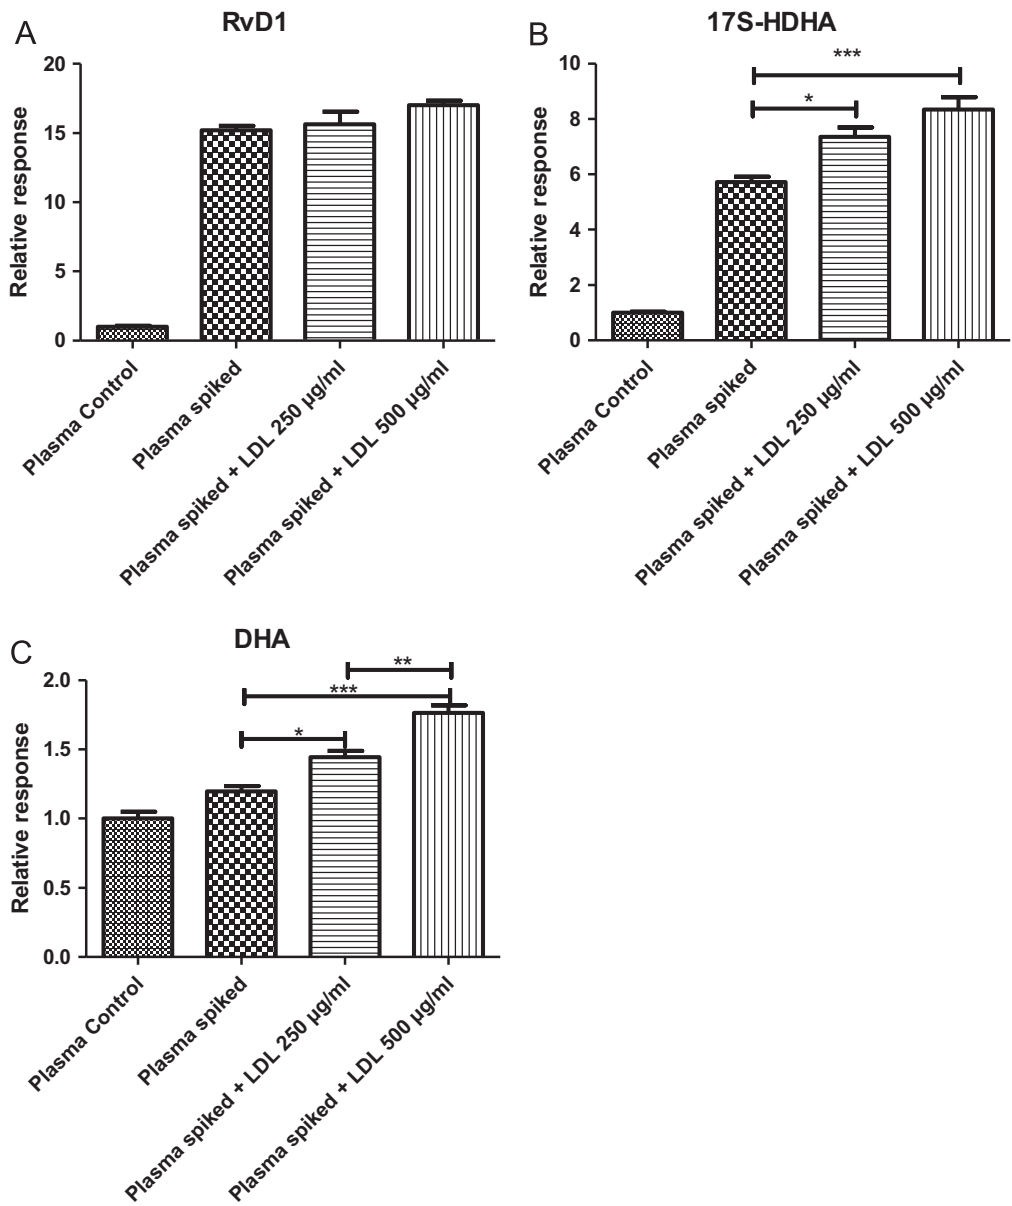 A
RvD1
Relative response
20
15
10
5
0
Plasma Control
Plasma spiked
Plasma spiked + LDL 250 µg/ml
Plasma spiked + LDL 500 µg/ml
B
17S-HDHA
Relative response
10
8
6
4
2
0
***
*
Plasma Control
Plasma spiked
Plasma spiked + LDL 250 µg/ml
Plasma spiked + LDL 500 µg/ml
C
DHA
Relative response
2.0
1.5
1.0
0.5
0.0
**
***
*
Plasma Control
Plasma spiked
Plasma spiked + LDL 250 µg/ml
Plasma spiked + LDL 500 µg/ml